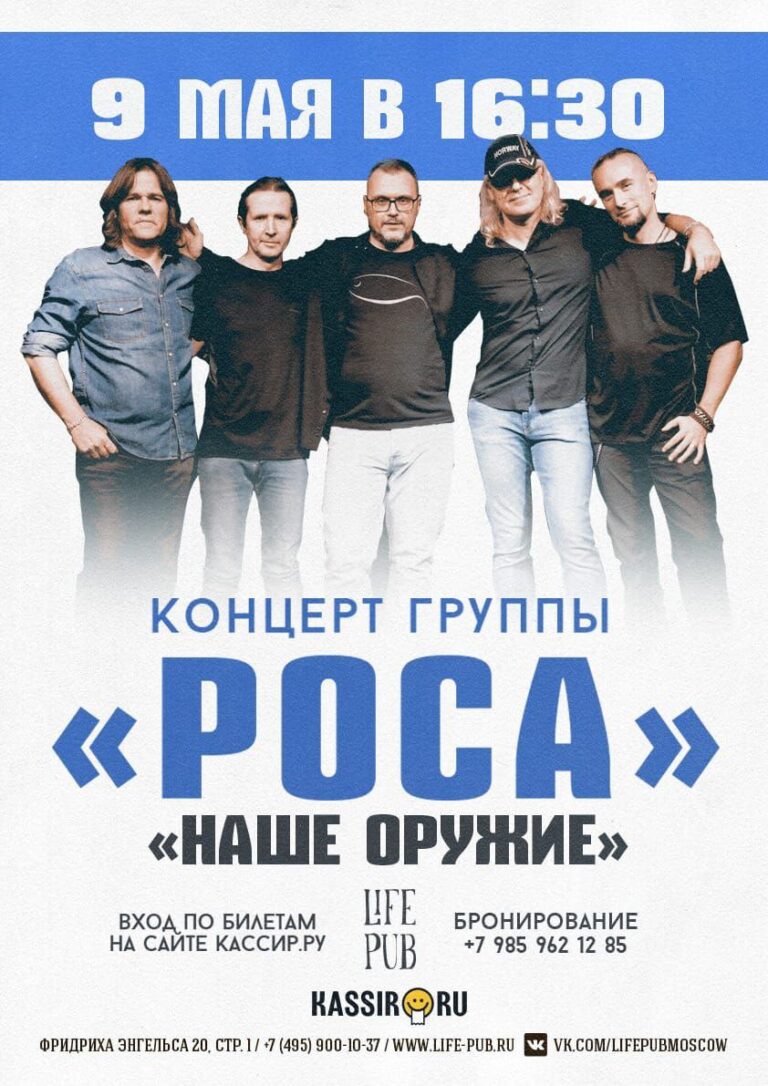 9 МАЯ В 16:30
NORWAY
КОНЦЕРТ ГРУППЫ
«РОСА»
«НАШЕ ОРУЖИЕ»
ВХОД ПО БИЛЕТАМ
НА САЙТЕ КАССИР.РУ
LIFE
PUB
БРОНИРОВАНИЕ
+7 985 962 12 85
KASSIR.RU
ФРИДРИХА ЭНГЕЛЬСА 20, СТР. 1 / +7 (495) 900-10-37 / WWW.LIFE-PUB.RU VK.COM/LIFEPUBMOSCOW